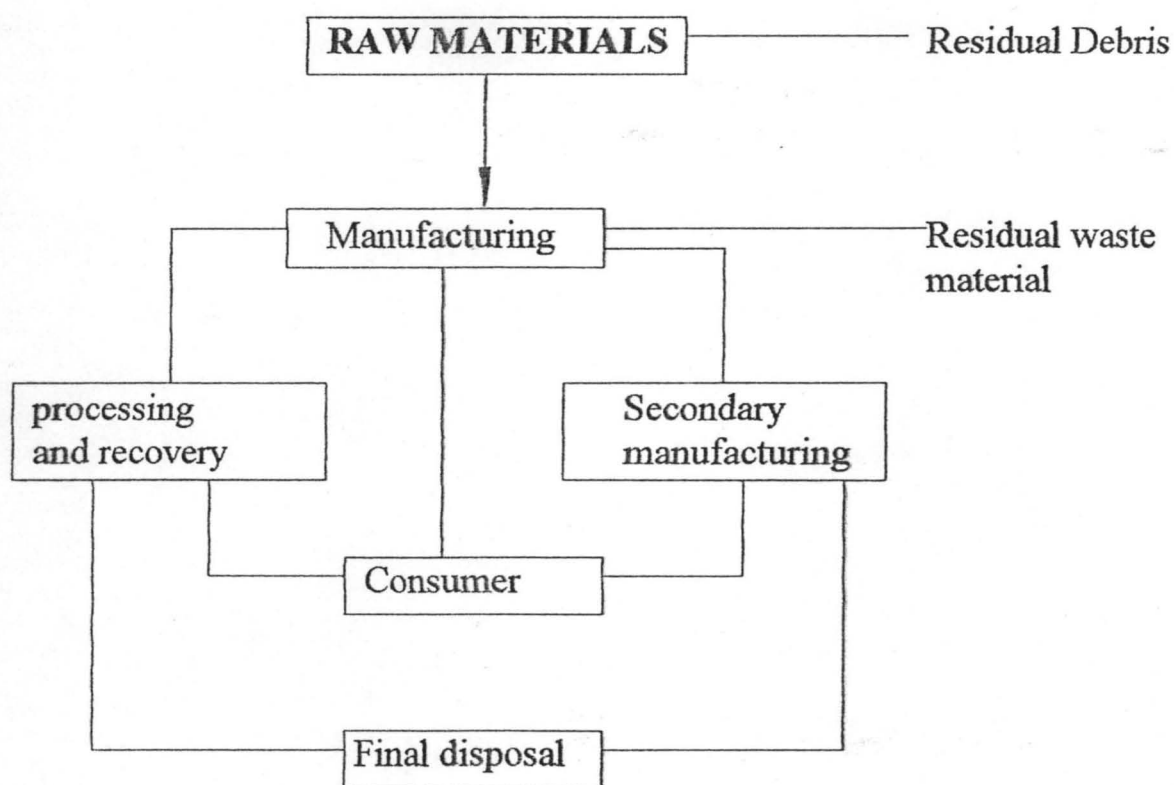 RAW MATERIALS
Residual Debris
Manufacturing
Residual waste
material
processing
and recovery
Secondary
manufacturing
Consumer
Final disposal